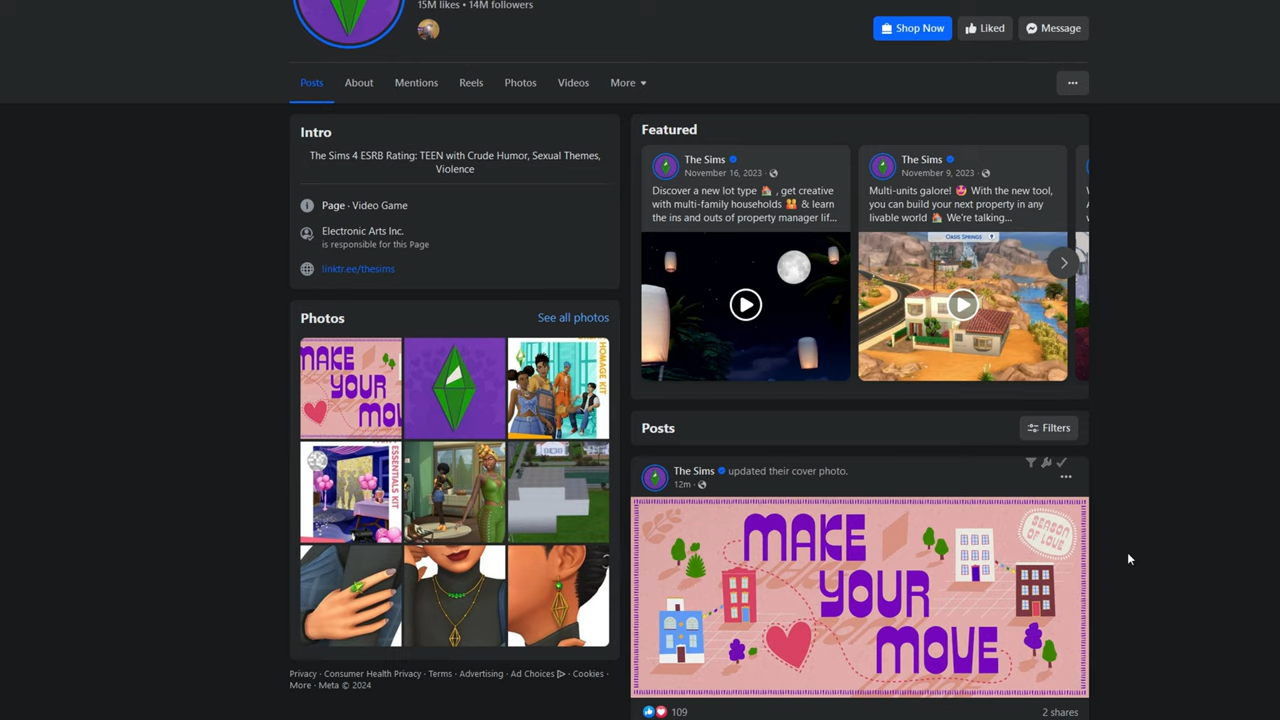 15M likes • 14M followers
Shop Now
Liked
Message
Posts
About
Mentions
Reels
Photos
Videos
More
Intro
The Sims 4 ESRB Rating: TEEN with Crude Humor, Sexual Themes,
Violence
Page · Video Game
Electronic Arts Inc.
is responsible for this Page
linktr.ee/thesims
Photos
See all photos
MAKE
YOUR
MOV
HOMAGE KIT
ESSENTIALS KIT
Privacy · Consumer Health Privacy · Terms · Advertising · Ad Choices · Cookies ·
More · Meta © 2024
Featured
The Sims
November 16, 2023 ·
Discover a new lot type 🏠 , get creative
with multi-family households 👪 & learn
the ins and outs of property manager lif...
The Sims
November 9, 2023 ·
Multi-units galore! 🤩 With the new tool,
you can build your next property in any
livable world 🏠 We're talking...
OASIS SPRINGS
Posts
Filters
The Sims updated their cover photo.
12m ·
MAKE
YOUR
MOVE
SEASON
OF LOVE
109
2 shares